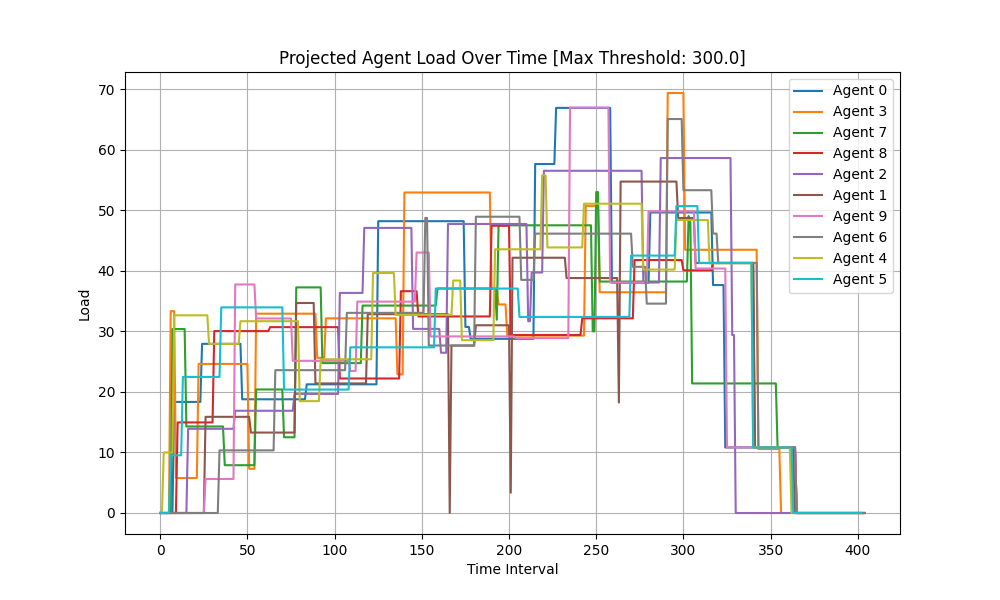 Projected Agent Load Over Time [Max Threshold: 300.0]
Load
70
60
50
40
30
20
10
0
0 50 100 150 200 250 300 350 400
Time Interval
Agent 0
Agent 3
Agent 7
Agent 8
Agent 2
Agent 1
Agent 9
Agent 6
Agent 4
Agent 5